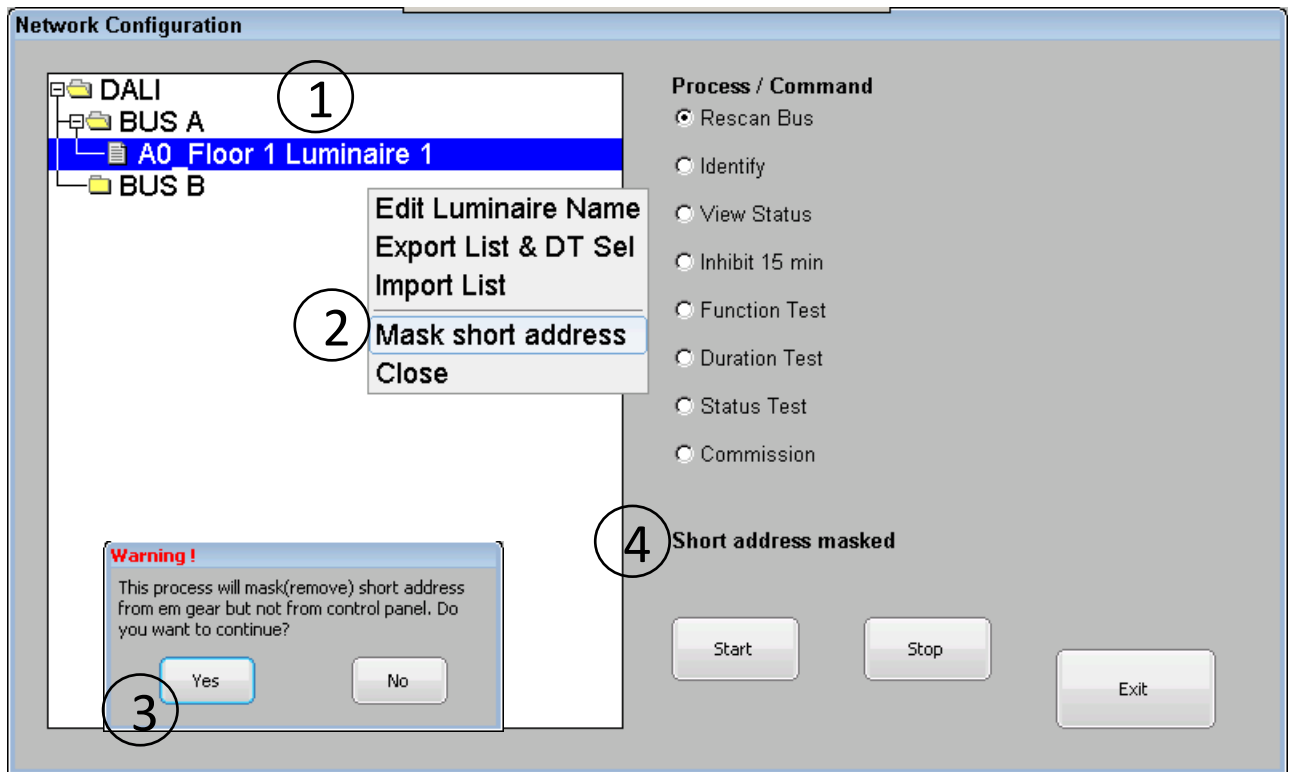 Network Configuration
DALI
BUS A
A0_Floor 1 Luminaire 1
BUS B
1
Edit Luminaire Name
Export List & DT Sel
Import List
Mask short address
Close
2
Warning !
This process will mask(remove) short address
from em gear but not from control panel. Do
you want to continue?
Yes
No
3
Process / Command
Rescan Bus
Identify
View Status
Inhibit 15 min
Function Test
Duration Test
Status Test
Commission
4
Short address masked
Start
Stop
Exit